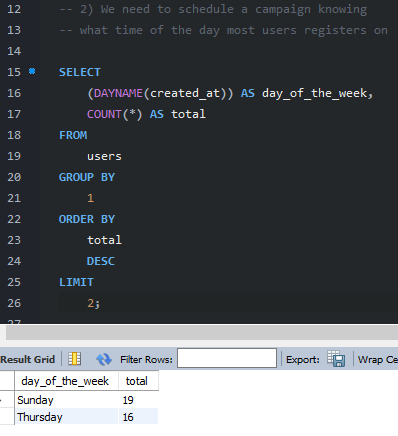 12 -- 2) We need to schedule a campaign knowing
13 -- what time of the day most users registers on
14
15 SELECT
16 (DAYNAME(created_at)) AS day_of_the_week,
17 COUNT(*) AS total
18 FROM
19 users
20 GROUP BY
21 1
22 ORDER BY
23 total
24 DESC
25 LIMIT
26 2;
27
Result Grid Filter Rows: Export: Wrap Ce
day_of_the_week total
Sunday 19
Thursday 16